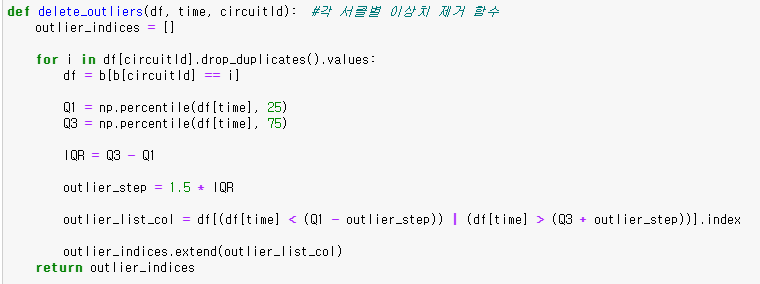 def delete_outliers(df, time, circuitId):  #각 서클별 이상치 제거 함수
    outlier_indices = []
    for i in df[circuitId].drop_duplicates().values:
        df = b[b[circuitId] == i]
        Q1 = np.percentile(df[time], 25)
        Q3 = np.percentile(df[time], 75)
        IQR = Q3 - Q1
        outlier_step = 1.5 * IQR
        outlier_list_col = df[(df[time] < (Q1 - outlier_step)) | (df[time] > (Q3 + outlier_step))].index
        outlier_indices.extend(outlier_list_col)
    return outlier_indices